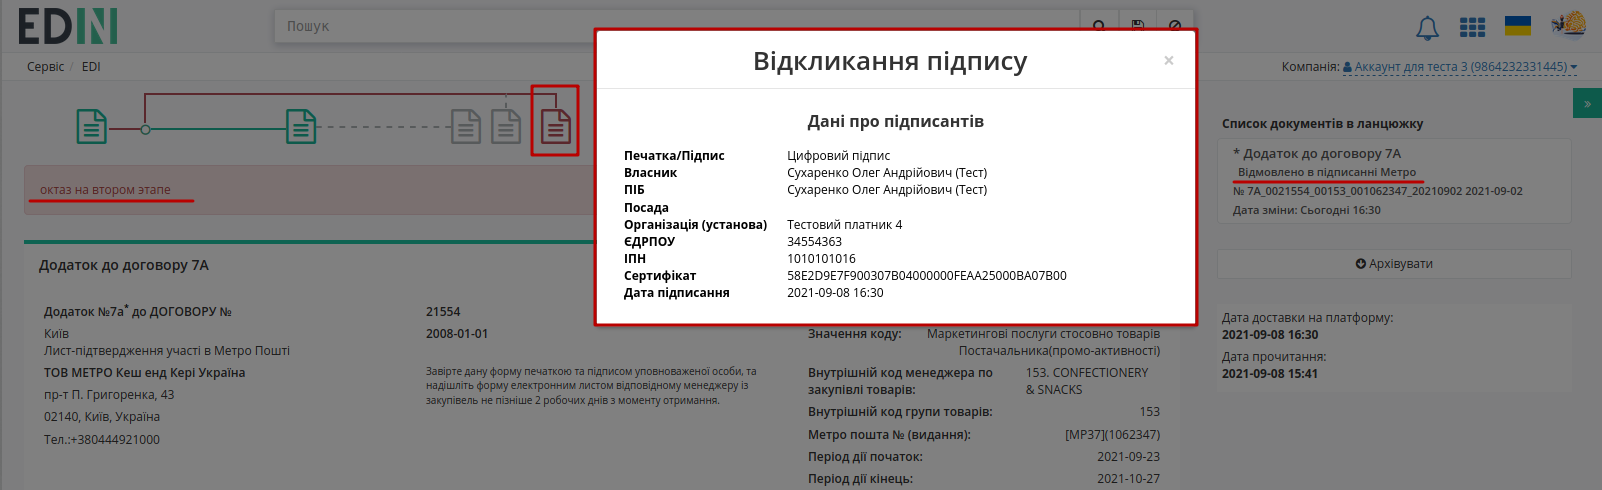 EDIN
Пошук
Сервіс / EDI
Компанія: Аккаунт для теста 3 (9864232331445)
»
октаз на втором этапе
Додаток до договору 7А
Додаток №7а* до ДОГОВОРУ № 21554
Київ 2008-01-01
Лист-підтвердження участі в Метро Пошті
ТОВ МЕТРО Кеш енд Кері Україна
пр-т П. Григоренка, 43
02140, Київ, Україна
Тел.:+380444921000
Завірте дану форму печаткою та підписом уповноваженої особи, та
надішліть форму електронним листом відповідному менеджеру із
закупівель не пізніше 2 робочих днів з моменту отримання.
Відкликання підпису
×
Дані про підписантів
Печатка/Підпис Цифровий підпис
Власник Сухаренко Олег Андрійович (Тест)
ПІБ Сухаренко Олег Андрійович (Тест)
Посада
Організація (установа) Тестовий платник 4
ЄДРПОУ 34554363
ІПН 1010101016
Сертифікат 58E2D9E7F900307B04000000FEAA25000BA07B00
Дата підписання 2021-09-08 16:30
Значення коду: Маркетингові послуги стосовно товарів
Постачальника(промо-активності)
Внутрішній код менеджера по 153. CONFECTIONERY
закупівлі товарів: & SNACKS
Внутрішній код групи товарів: 153
Метро пошта № (видання): [МР37](1062347)
Період дії початок: 2021-09-23
Період дії кінець: 2021-10-27
Список документів в ланцюжку
* Додаток до договору 7А
Відмовлено в підписанні Метро
№ 7A_0021554_00153_001062347_20210902 2021-09-02
Дата зміни: Сьогодні 16:30
Архівувати
Дата доставки на платформу:
2021-09-08 16:30
Дата прочитання:
2021-09-08 15:41